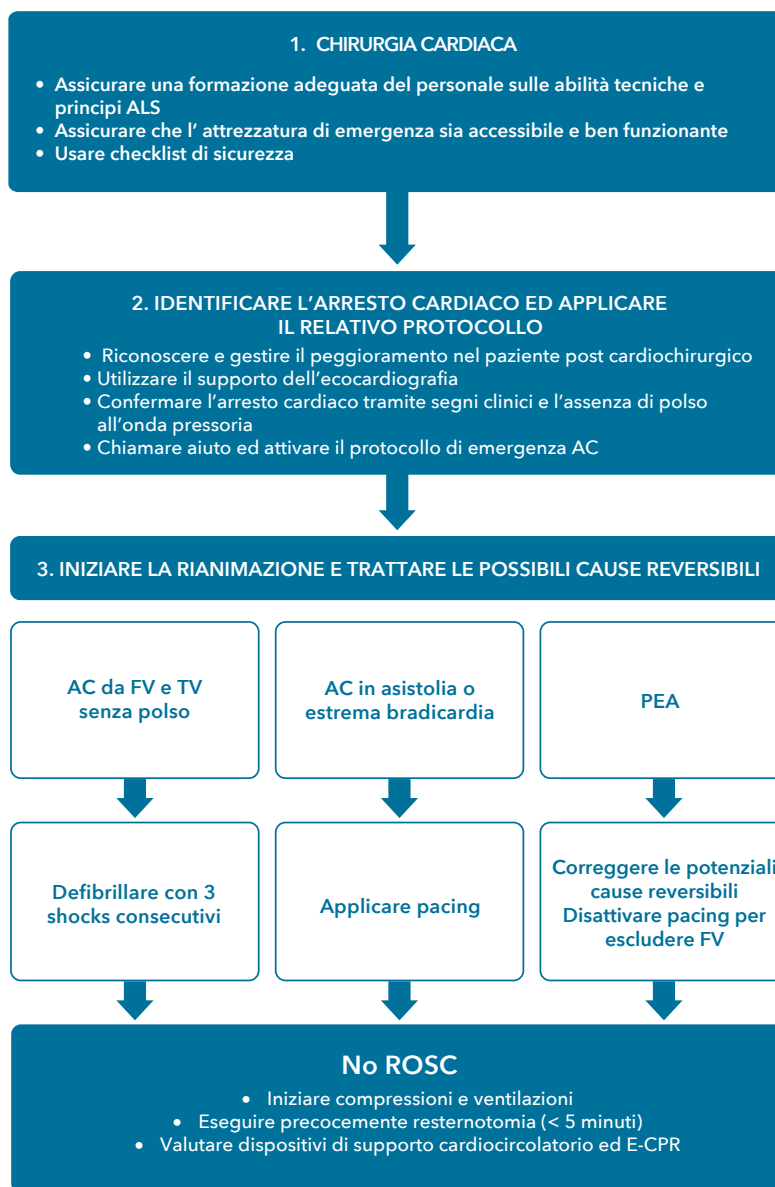 1. CHIRURGIA CARDIACA
• Assicurare una formazione adeguata del personale sulle abilità tecniche e
principi ALS
• Assicurare che l’ attrezzatura di emergenza sia accessibile e ben funzionante
• Usare checklist di sicurezza
2. IDENTIFICARE L’ARRESTO CARDIACO ED APPLICARE
IL RELATIVO PROTOCOLLO
• Riconoscere e gestire il peggioramento nel paziente post cardiochirurgico
• Utilizzare il supporto dell’ecocardiografia
• Confermare l’arresto cardiaco tramite segni clinici e l’assenza di polso
all’onda pressoria
• Chiamare aiuto ed attivare il protocollo di emergenza AC
3. INIZIARE LA RIANIMAZIONE E TRATTARE LE POSSIBILI CAUSE REVERSIBILI
AC da FV e TV
senza polso
AC in asistolia o
estrema bradicardia
PEA
Defibrillare con 3
shocks consecutivi
Applicare pacing
Correggere le potenziali
cause reversibili
Disattivare pacing per
escludere FV
No ROSC
• Iniziare compressioni e ventilazioni
• Eseguire precocemente resternotomia (< 5 minuti)
• Valutare dispositivi di supporto cardiocircolatorio ed E-CPR